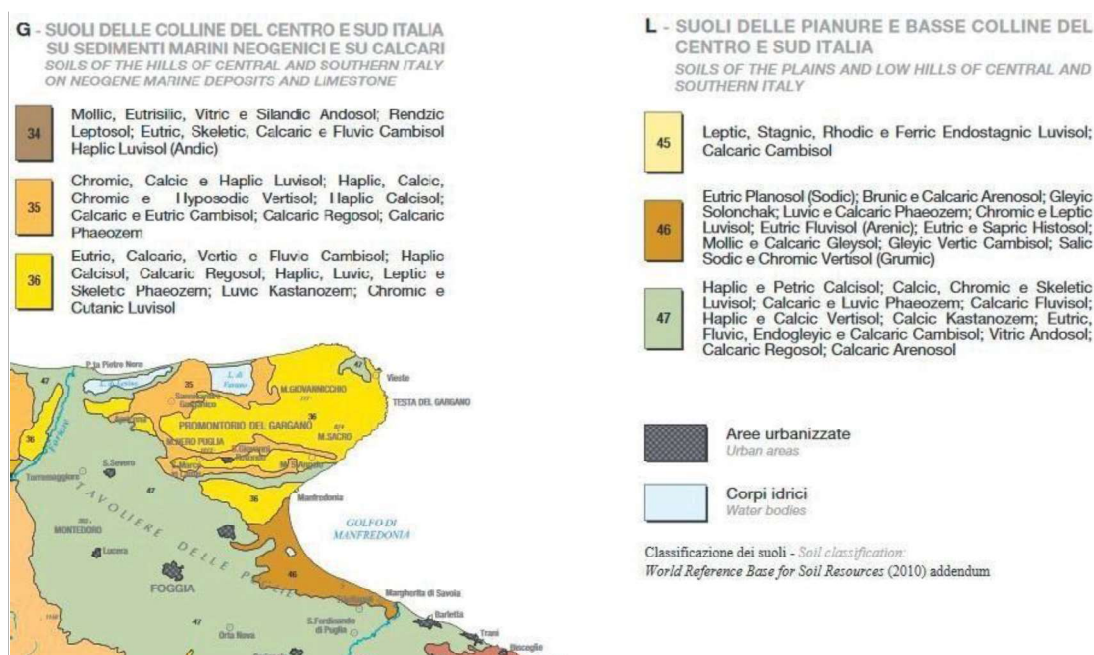 G - SUOLI DELLE COLLINE DEL CENTRO E SUD ITALIA
SU SEDIMENTI MARINI NEOGENICI E SU CALCARI
SOILS OF THE HILLS OF CENTRAL AND SOUTHERN ITALY
ON NEOGENE MARINE DEPOSITS AND LIMESTONE
34
Mollic, Eutrisilic, Vitric e Silandic Andosol; Rendzic
Leptosol; Eutric, Skeletic, Calcaric e Fluvic Cambisol
Haplic Luvisol (Andic)
35
Chromic, Calcic e Haplic Luvisol; Haplic, Calcic,
Chromic e Hyposodic Vertisol; Haplic Calcisol;
Calcaric e Eutric Cambisol; Calcaric Regosol; Calcaric
Phaeozem
36
Eutric, Calcaric, Vertic e Fluvic Cambisol; Haplic
Calcisol; Calcaric Regosol; Haplic, Luvic, Leptic e
Skeletic Phaeozem; Luvic Kastanozem; Chromic e
Cutanic Luvisol
L - SUOLI DELLE PIANURE E BASSE COLLINE DEL
CENTRO E SUD ITALIA
SOILS OF THE PLAINS AND LOW HILLS OF CENTRAL AND
SOUTHERN ITALY
45
Leptic, Stagnic, Rhodic e Ferric Endostagnic Luvisol;
Calcaric Cambisol
46
Eutric Planosol (Sodic); Brunic e Calcaric Arenosol; Gleyic
Solonchak; Luvic e Calcaric Phaeozem; Chromic e Leptic
Luvisol; Eutric Fluvisol (Arenic); Eutric e Sapric Histosol;
Mollic e Calcaric Gleysol; Gleyic Vertic Cambisol; Salic
Sodic e Chromic Vertisol (Grumic)
47
Haplic e Petric Calcisol; Calcic, Chromic e Skeletic
Luvisol; Calcaric e Luvic Phaeozem; Calcaric Fluvisol;
Haplic e Calcic Vertisol; Calcic Kastanozem; Eutric,
Fluvic, Endogleyic e Calcaric Cambisol; Vitric Andosol;
Calcaric Regosol; Calcaric Arenosol
Aree urbanizzate
Urban areas
Corpi idrici
Water bodies
Classificazione dei suoli - Soil classification:
World Reference Base for Soil Resources (2010) addendum
P.ta Pietre Nere
47
47
L. di
Varano
35
Vieste
M.GIOVANNICCHIO
TESTA DEL GARGANO
36
PROMONTORIO DEL GARGANO
M.SACRO
M.NERO PUGLIA
36
Fortore
S.Giovanni
Rotondo
M.S.Angelo
S.Marco
Torremaggiore
S.Severo
47
36
Manfredonia
TAVOLIERE DELLE PUGLIE
MONTEDORO
GOLFO DI
MANFREDONIA
Lucera
FOGGIA
46
Margherita di Savoia
Barletta
47
Orta Nova
S.Ferdinando
di Puglia
Trani
Bisceglie